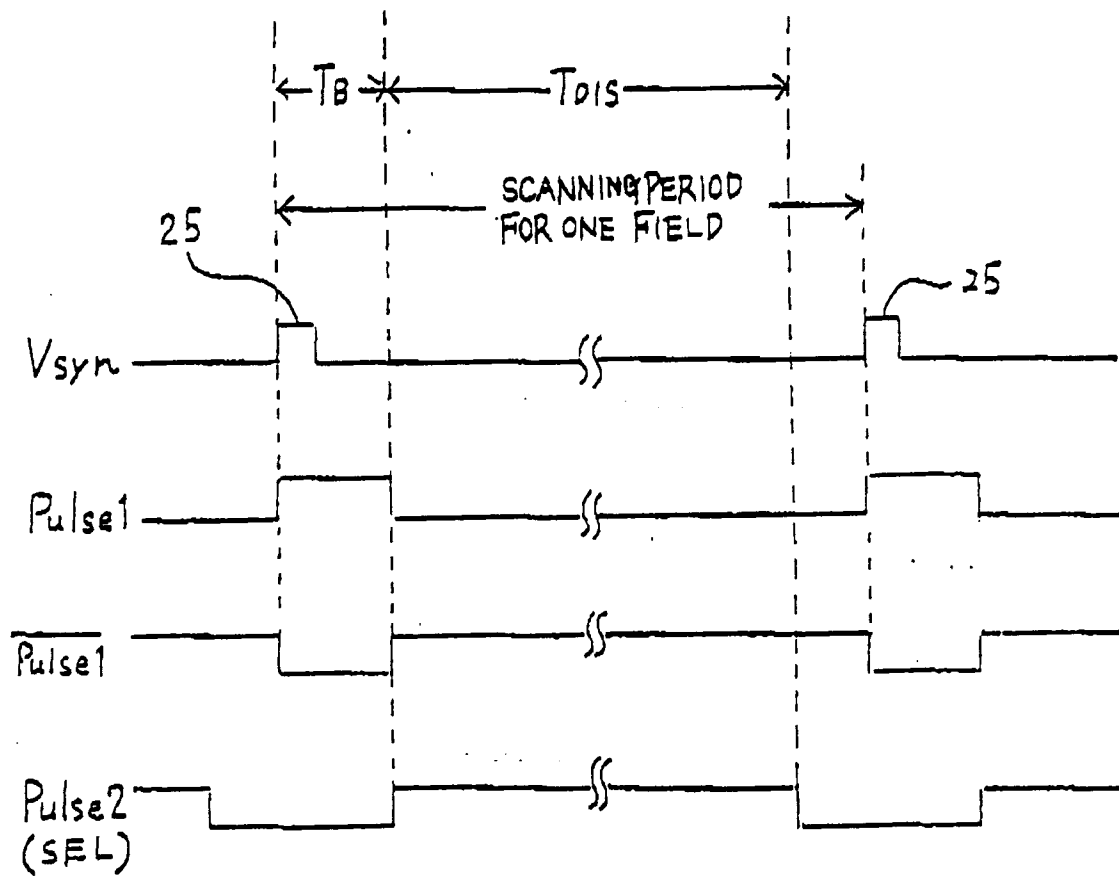 TB
TDIS
SCANNING PERIOD
FOR ONE FIELD
25
25
Vsyn
Pulse1
Pulse1
Pulse2
(SEL)